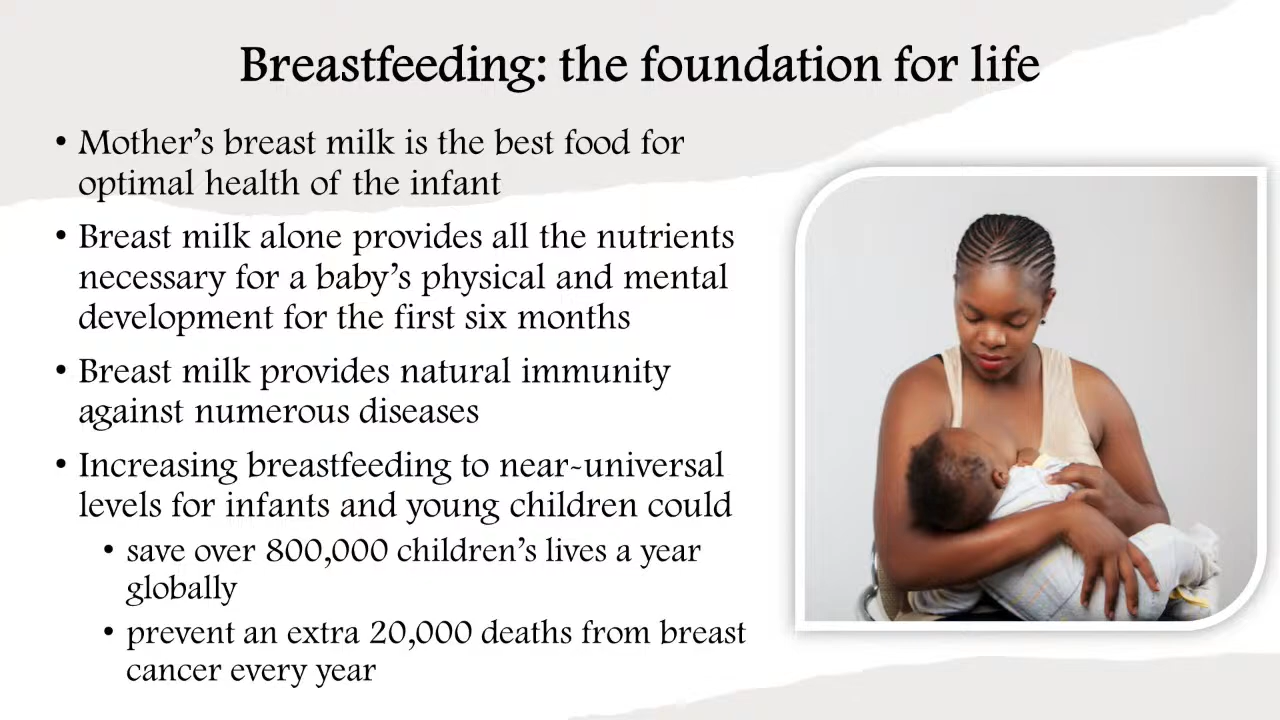 Breastfeeding: the foundation for life
• Mother’s breast milk is the best food for
optimal health of the infant
• Breast milk alone provides all the nutrients
necessary for a baby’s physical and mental
development for the first six months
• Breast milk provides natural immunity
against numerous diseases
• Increasing breastfeeding to near-universal
levels for infants and young children could
• save over 800,000 children’s lives a year
globally
• prevent an extra 20,000 deaths from breast
cancer every year